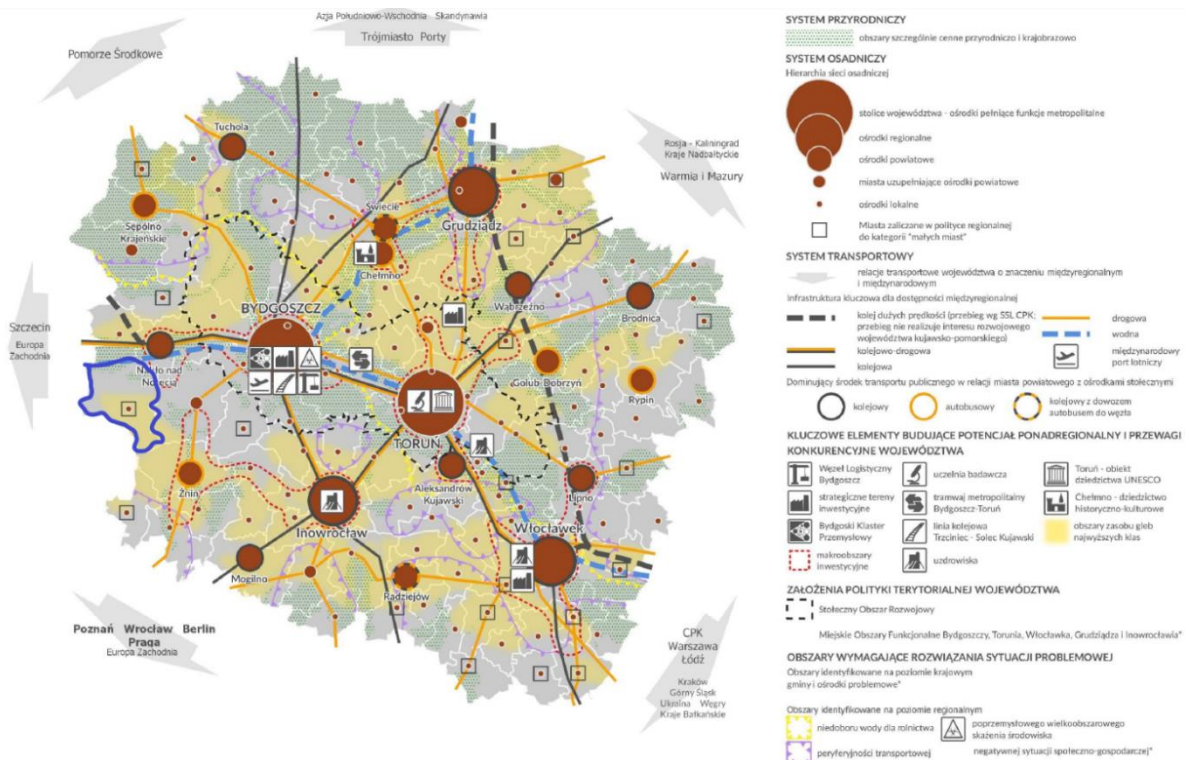 Azja Południowo-Wschodnia Skandynawia
Trójmiasto Porty
Pomorze Środkowe
Rosja - Kaliningrad
Kraje Nadbałtyckie
Warmia i Mazury
Szczecin
Europa
Zachodnia
Poznań Wrocław Berlin
Praga
Europa Zachodnia
CPK
Warszawa
Łódź
Kraków
Górny Śląsk
Ukraina Węgry
Kraje Bałkańskie
Tuchola
Sępólno
Krajeńskie
Świecie
Grudziądz
Chełmno
BYDGOSZCZ
Wąbrzeźno
Brodnica
Nakło nad
Notecią
Golub-Dobrzyń
Rypin
TORUŃ
Żnin
Aleksandrów
Kujawski
Lipno
Inowrocław
Włocławek
Mogilno
Radziejów
SYSTEM PRZYRODNICZY
obszary szczególnie cenne przyrodniczo i krajobrazowo
SYSTEM OSADNICZY
Hierarchia sieci osadniczej
stolice województwa - ośrodki pełniące funkcje metropolitalne
ośrodki regionalne
ośrodki powiatowe
miasta uzupełniające ośrodki powiatowe
ośrodki lokalne
Miasta zaliczane w polityce regionalnej
do kategorii "małych miast"
SYSTEM TRANSPORTOWY
relacje transportowe województwa o znaczeniu międzyregionalnym
i międzynarodowym
Infrastruktura kluczowa dla dostępności międzyregionalnej
kolej dużych prędkości (przebieg wg SSL CPK;
przebieg nie realizuje interesu rozwojowego
województwa kujawsko-pomorskiego)
kolejowo-drogowa
kolejowa
drogowa
wodna
międzynarodowy
port lotniczy
Dominujący środek transportu publicznego w relacji miasta powiatowego z ośrodkami stołecznymi
kolejowy
autobusowy
kolejowy z dowozem
autobusem do węzła
KLUCZOWE ELEMENTY BUDUJĄCE POTENCJAŁ PONADREGIONALNY I PRZEWAGI
KONKURENCYJNE WOJEWÓDZTWA
Węzeł Logistyczny
Bydgoszcz
uczelnia badawcza
Toruń - obiekt
dziedzictwa UNESCO
strategiczne tereny
inwestycyjne
tramwaj metropolitalny
Bydgoszcz-Toruń
Chełmno - dziedzictwo
historyczno-kulturowe
Bydgoski Klaster
Przemysłowy
linia kolejowa
Trzciniec - Solec Kujawski
obszary zasobu gleb
najwyższych klas
makroobszary
inwestycyjne
uzdrowiska
ZAŁOŻENIA POLITYKI TERYTORIALNEJ WOJEWÓDZTWA
Stołeczny Obszar Rozwojowy
Miejskie Obszary Funkcjonalne Bydgoszczy, Torunia, Włocławka, Grudziądza i Inowrocławia*
OBSZARY WYMAGAJĄCE ROZWIĄZANIA SYTUACJI PROBLEMOWEJ
Obszary identyfikowane na poziomie krajowym
gminy i ośrodki problemowe*
Obszary identyfikowane na poziomie regionalnym
niedoboru wody dla rolnictwa
poprzemysłowego wielkoobszarowego
skażenia środowiska
peryferyjności transportowej
negatywnej sytuacji społeczno-gospodarczej*